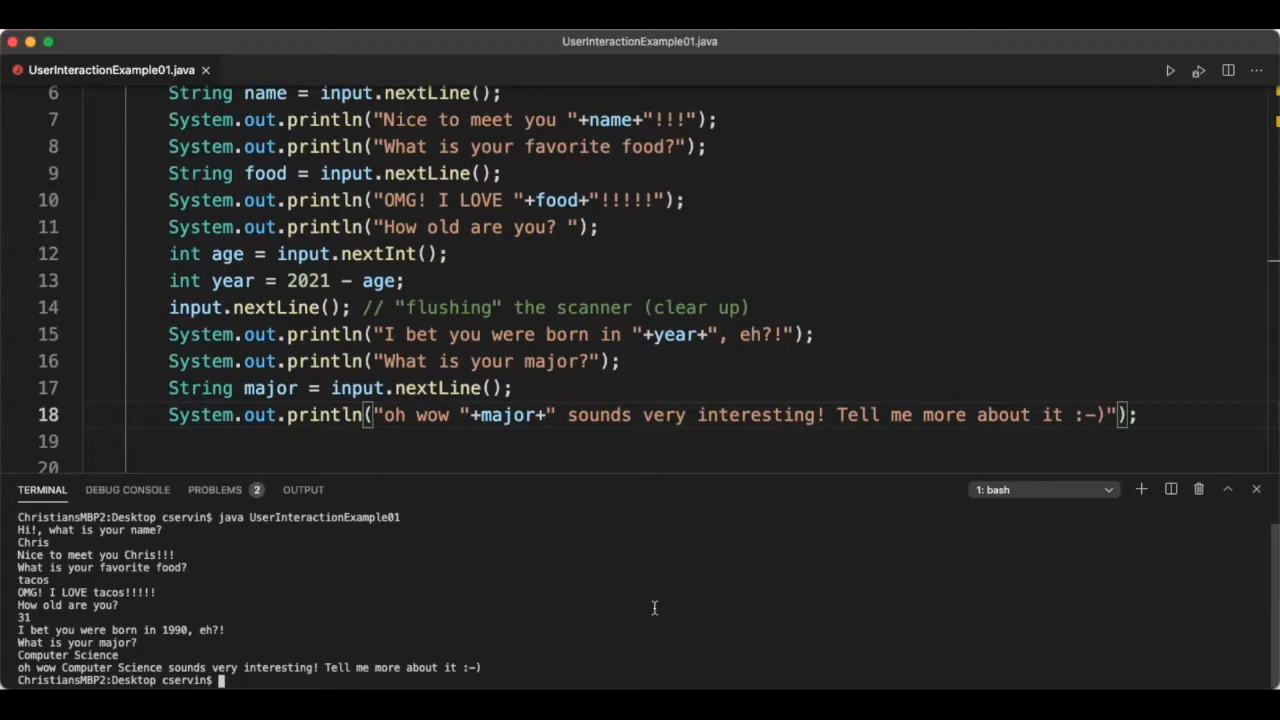 UserInteractionExample01.java
UserInteractionExample01.java
6 String name = input.nextLine();
7 System.out.println("Nice to meet you "+name+"!!!");
8 System.out.println("What is your favorite food?");
9 String food = input.nextLine();
10 System.out.println("OMG! I LOVE "+food+"!!!!!");
11 System.out.println("How old are you? ");
12 int age = input.nextInt();
13 int year = 2021 - age;
14 input.nextLine(); // "flushing" the scanner (clear up)
15 System.out.println("I bet you were born in "+year+", eh?!");
16 System.out.println("What is your major?");
17 String major = input.nextLine();
18 System.out.println("oh wow "+major+" sounds very interesting! Tell me more about it :-)");
19
20
TERMINAL DEBUG CONSOLE PROBLEMS 2 OUTPUT 1: bash
ChristiansMBP2:Desktop cservin$ java UserInteractionExample01
Hi!, what is your name?
Chris
Nice to meet you Chris!!!
What is your favorite food?
tacos
OMG! I LOVE tacos!!!!!
How old are you?
31
I bet you were born in 1990, eh?!
What is your major?
Computer Science
oh wow Computer Science sounds very interesting! Tell me more about it :-)
ChristiansMBP2:Desktop cservin$